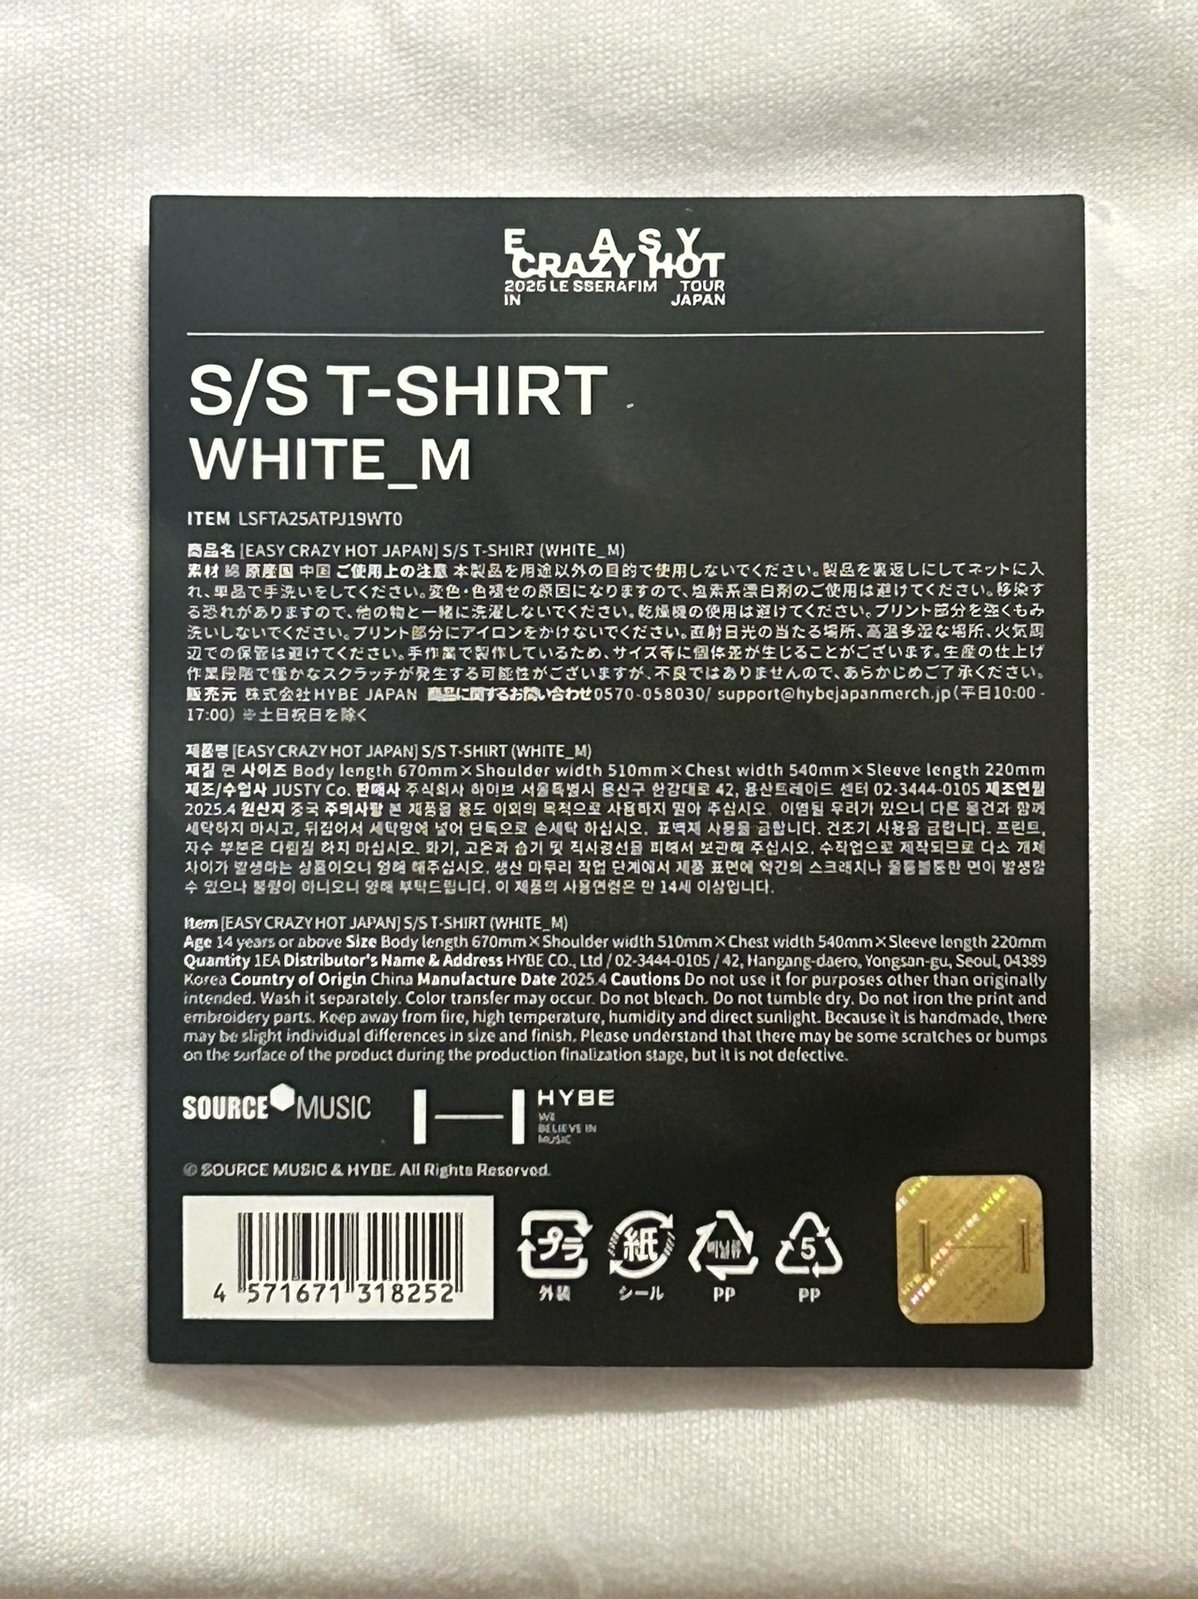 E ASY
CRAZY HOT
2025 LE SSERAFIM TOUR
IN JAPAN
S/S T-SHIRT
WHITE_M
ITEM LSFTA25ATPJ19WT0
商品名 [EASY CRAZY HOT JAPAN] S/S T-SHIRT (WHITE_M)
素材 綿 原産国 中国 ご使用上の注意 本製品を用途以外の目的で使用しないでください。製品を裏返しにしてネットに入
れ、単品で手洗いをしてください。変色・色褪せの原因になりますので、塩素系漂白剤のご使用は避けてください。移染す
る恐れがありますので、他の物と一緒に洗濯しないでください。乾燥機の使用は避けてください。プリント部分を強くもみ
洗いしないでください。プリント部分にアイロンをかけないでください。直射日光の当たる場所、高温多湿な場所、火気周
辺での保管は避けてください。手作業で製作しているため、サイズ等に個体差が生じることがございます。生産の仕上げ
作業段階で僅かなスクラッチが発生する可能性がございますが、不良ではありませんので、あらかじめご了承ください。
販売元 株式会社HYBE JAPAN 商品に関するお問い合わせ0570-058030/ support@hybejapanmerch.jp(平日10:00-
17:00) ※土日祝日を除く
제품명 [EASY CRAZY HOT JAPAN] S/S T-SHIRT (WHITE_M)
재질 면 사이즈 Body length 670mm×Shoulder width 510mm×Chest width 540mm×Sleeve length 220mm
제조/수입사 JUSTY Co. 판매사 주식회사 하이브 서울특별시 용산구 한강대로 42, 용산트레이드 센터 02-3444-0105 제조연월
2025.4 원산지 중국 주의사항 본 제품을 용도 이외의 목적으로 사용하지 말아 주십시오. 이염될 우려가 있으니 다른 물건과 함께
세탁하지 마시고, 뒤집어서 세탁망에 넣어 단독으로 손세탁 하십시오. 표백제 사용을 금합니다. 건조기 사용을 금합니다. 프린트,
자수 부분은 다림질 하지 마십시오. 화기, 고온과 습기 및 직사광선을 피해서 보관해 주십시오. 수작업으로 제작되므로 다소 개체
차이가 발생하는 상품이오니 양해 해주십시오. 생산 마무리 작업 단계에서 제품 표면에 약간의 스크래치나 울퉁불퉁한 면이 발생할
수 있으나 불량이 아니오니 양해 부탁드립니다. 이 제품의 사용연령은 만 14세 이상입니다.
Item [EASY CRAZY HOT JAPAN] S/S T-SHIRT (WHITE_M)
Age 14 years or above Size Body length 670mm×Shoulder width 510mm×Chest width 540mm×Sleeve length 220mm
Quantity 1EA Distributor's Name & Address HYBE CO., Ltd / 02-3444-0105 / 42, Hangang-daero, Yongsan-gu, Seoul, 04389
Korea Country of Origin China Manufacture Date 2025.4 Cautions Do not use it for purposes other than originally
intended. Wash it separately. Color transfer may occur. Do not bleach. Do not tumble dry. Do not iron the print and
embroidery parts. Keep away from fire, high temperature, humidity and direct sunlight. Because it is handmade, there
may be slight individual differences in size and finish. Please understand that there may be some scratches or bumps
on the surface of the product during the production finalization stage, but it is not defective.
SOURCE MUSIC
HYBE
WE
BELIEVE IN
MUSIC
© SOURCE MUSIC & HYBE. All Rights Reserved.
4 571671 318252
プラ 外装
紙 シール
비닐류 PP
5 PP
HYBE HYBE HYBE